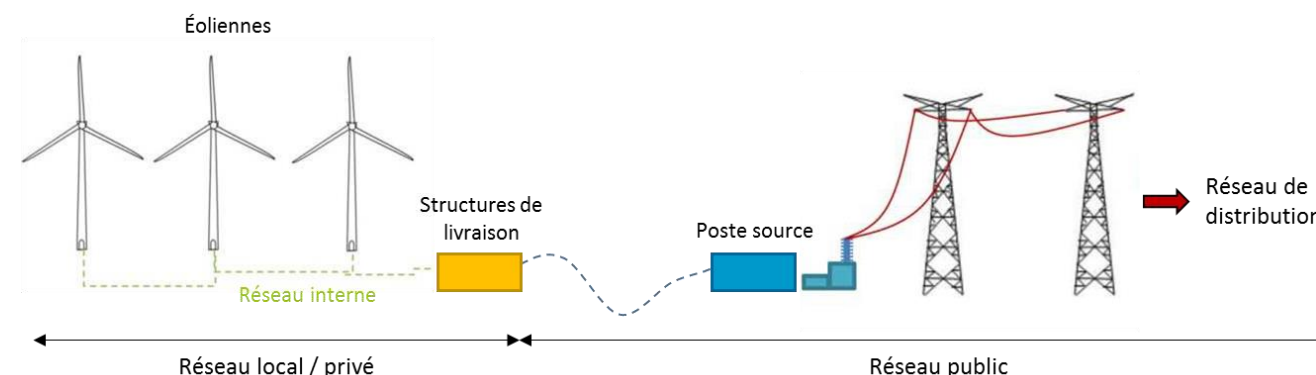 Éoliennes
Structures de
livraison
Poste source
Réseau de
distribution
Réseau interne
Réseau local / privé
Réseau public